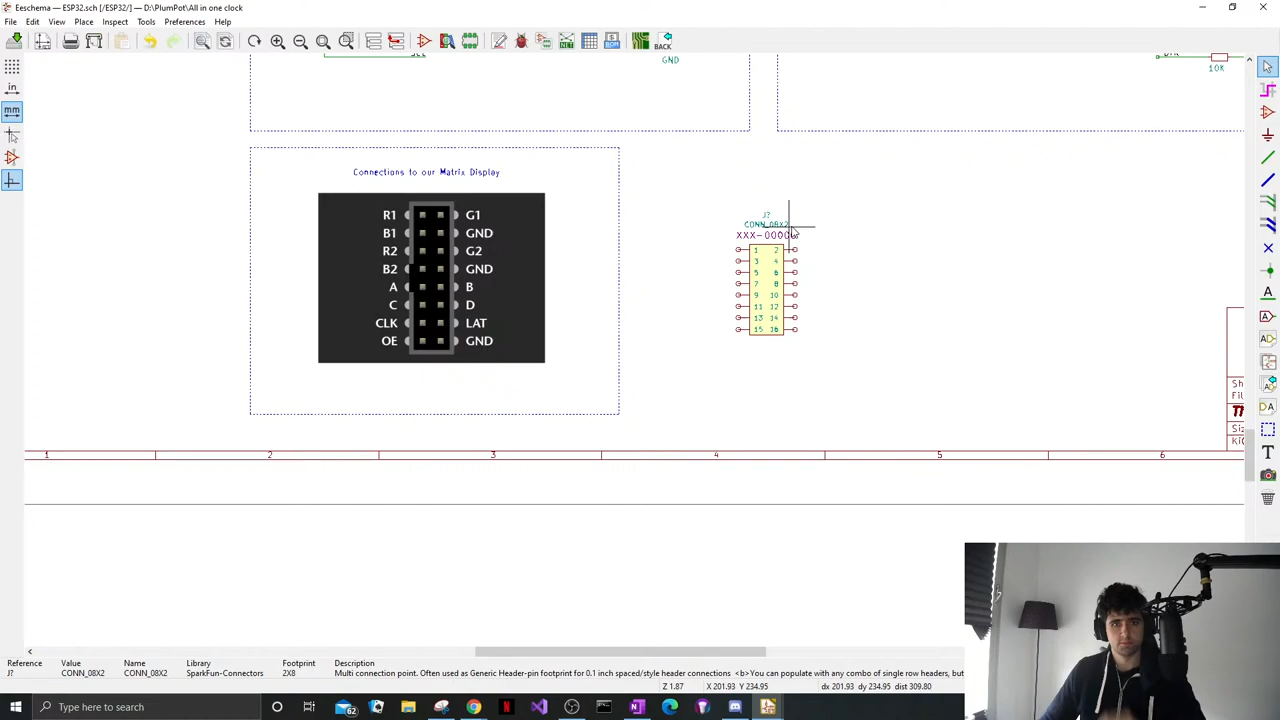 Eeschema — ESP32.sch [/ESP32/] — D:\PlumPot\All in one clock
File Edit View Place Inspect Tools Preferences Help
BACK
in
mm
GND
10K
Connections to our Matrix Display
R1 G1
B1 GND
R2 G2
B2 GND
A B
C D
CLK LAT
OE GND
J?
CONN_08X2
1 2
3 4
5 6
7 8
9 10
11 12
13 14
15 16
1 2 3 4 5 6
Reference Value Name Library Footprint Description
J? CONN_08X2 CONN_08X2 SparkFun-Connectors 2X8 Multi connection point. Often used as Generic Header-pin footprint for 0.1 inch spaced/style header connections <b>You can populate with any combo of single row headers, but
Z 1.87 X 201.93 Y 234.95 dx 201.93 dy 234.95 dist 309.80
Type here to search